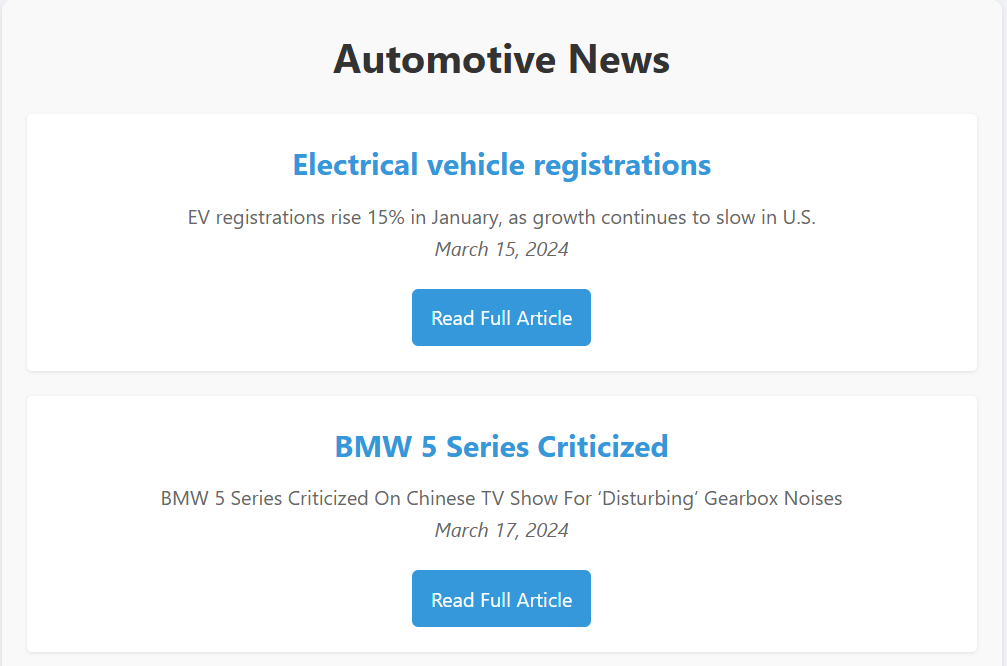 Automotive News
Electrical vehicle registrations
EV registrations rise 15% in January, as growth continues to slow in U.S.
March 15, 2024
Read Full Article
BMW 5 Series Criticized
BMW 5 Series Criticized On Chinese TV Show For ‘Disturbing’ Gearbox Noises
March 17, 2024
Read Full Article